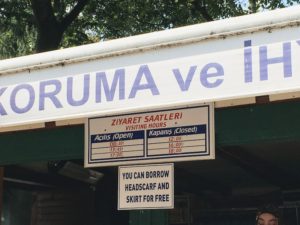 KORUMA ve İH
ZİYARET SAATLERİ
VISITING HOURS
Açılış (Open) Kapanış (Closed)
YOU CAN BORROW
HEADSCARF AND
SKIRT FOR FREE